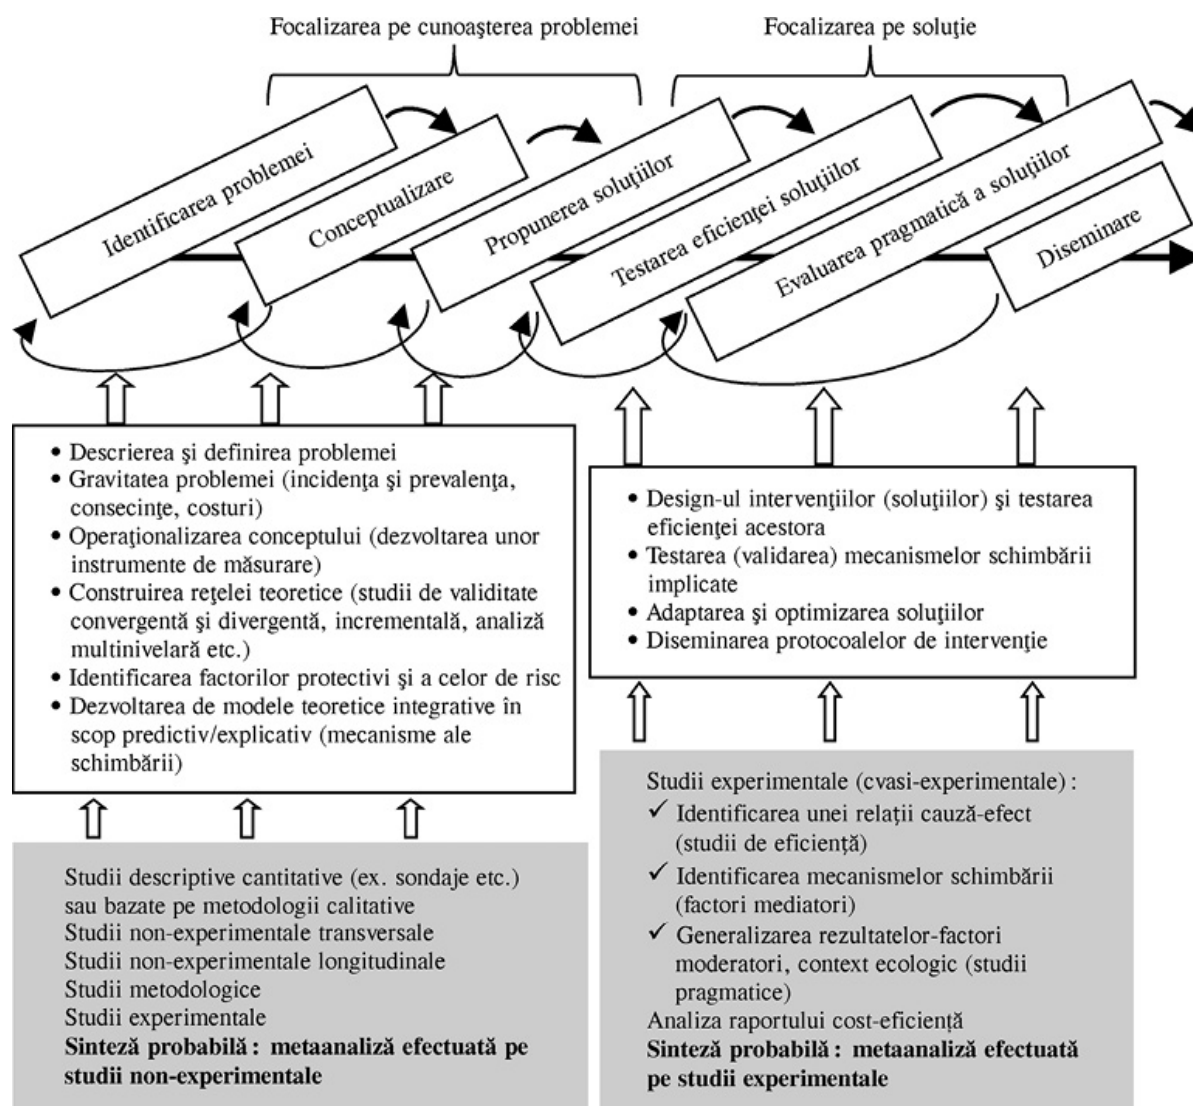 Focalizarea pe cunoaşterea problemei
Focalizarea pe soluţie
Identificarea problemei
Conceptualizare
Propunerea soluţiilor
Testarea eficienţei soluţiilor
Evaluarea pragmatică a soluţiilor
Diseminare
• Descrierea şi definirea problemei
• Gravitatea problemei (incidenţa şi prevalenţa,
consecinţe, costuri)
• Operaţionalizarea conceptului (dezvoltarea unor
instrumente de măsurare)
• Construirea reţelei teoretice (studii de validitate
convergentă şi divergentă, incrementală, analiză
multinivelară etc.)
• Identificarea factorilor protectivi şi a celor de risc
• Dezvoltarea de modele teoretice integrative în
scop predictiv/explicativ (mecanisme ale
schimbării)
• Design-ul intervenţiilor (soluţiilor) şi testarea
eficienţei acestora
• Testarea (validarea) mecanismelor schimbării
implicate
• Adaptarea şi optimizarea soluţiilor
• Diseminarea protocoalelor de intervenţie
Studii descriptive cantitative (ex. sondaje etc.)
sau bazate pe metodologii calitative
Studii non-experimentale transversale
Studii non-experimentale longitudinale
Studii metodologice
Studii experimentale
Sinteză probabilă : metaanaliză efectuată pe
studii non-experimentale
Studii experimentale (cvasi-experimentale) :
✓ Identificarea unei relații cauză-efect
(studii de eficiență)
✓ Identificarea mecanismelor schimbării
(factori mediatori)
✓ Generalizarea rezultatelor-factori
moderatori, context ecologic (studii
pragmatice)
Analiza raportului cost-eficiență
Sinteză probabilă : metaanaliză efectuată
pe studii experimentale